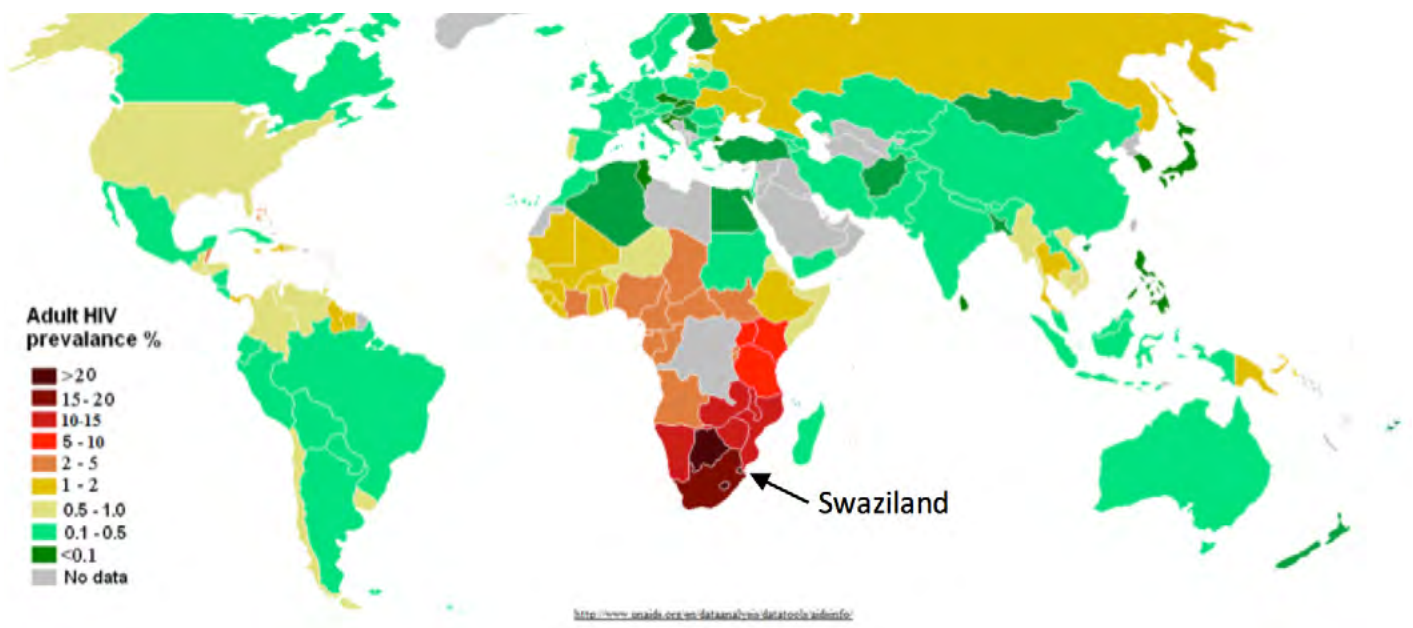 Adult HIV
prevalance %
>20
15 - 20
10-15
5 - 10
2 - 5
1 - 2
0.5 - 1.0
0.1 - 0.5
<0.1
No data
Swaziland
http://www.unaids.org/en/dataanalysis/datatools/aidsinfo/